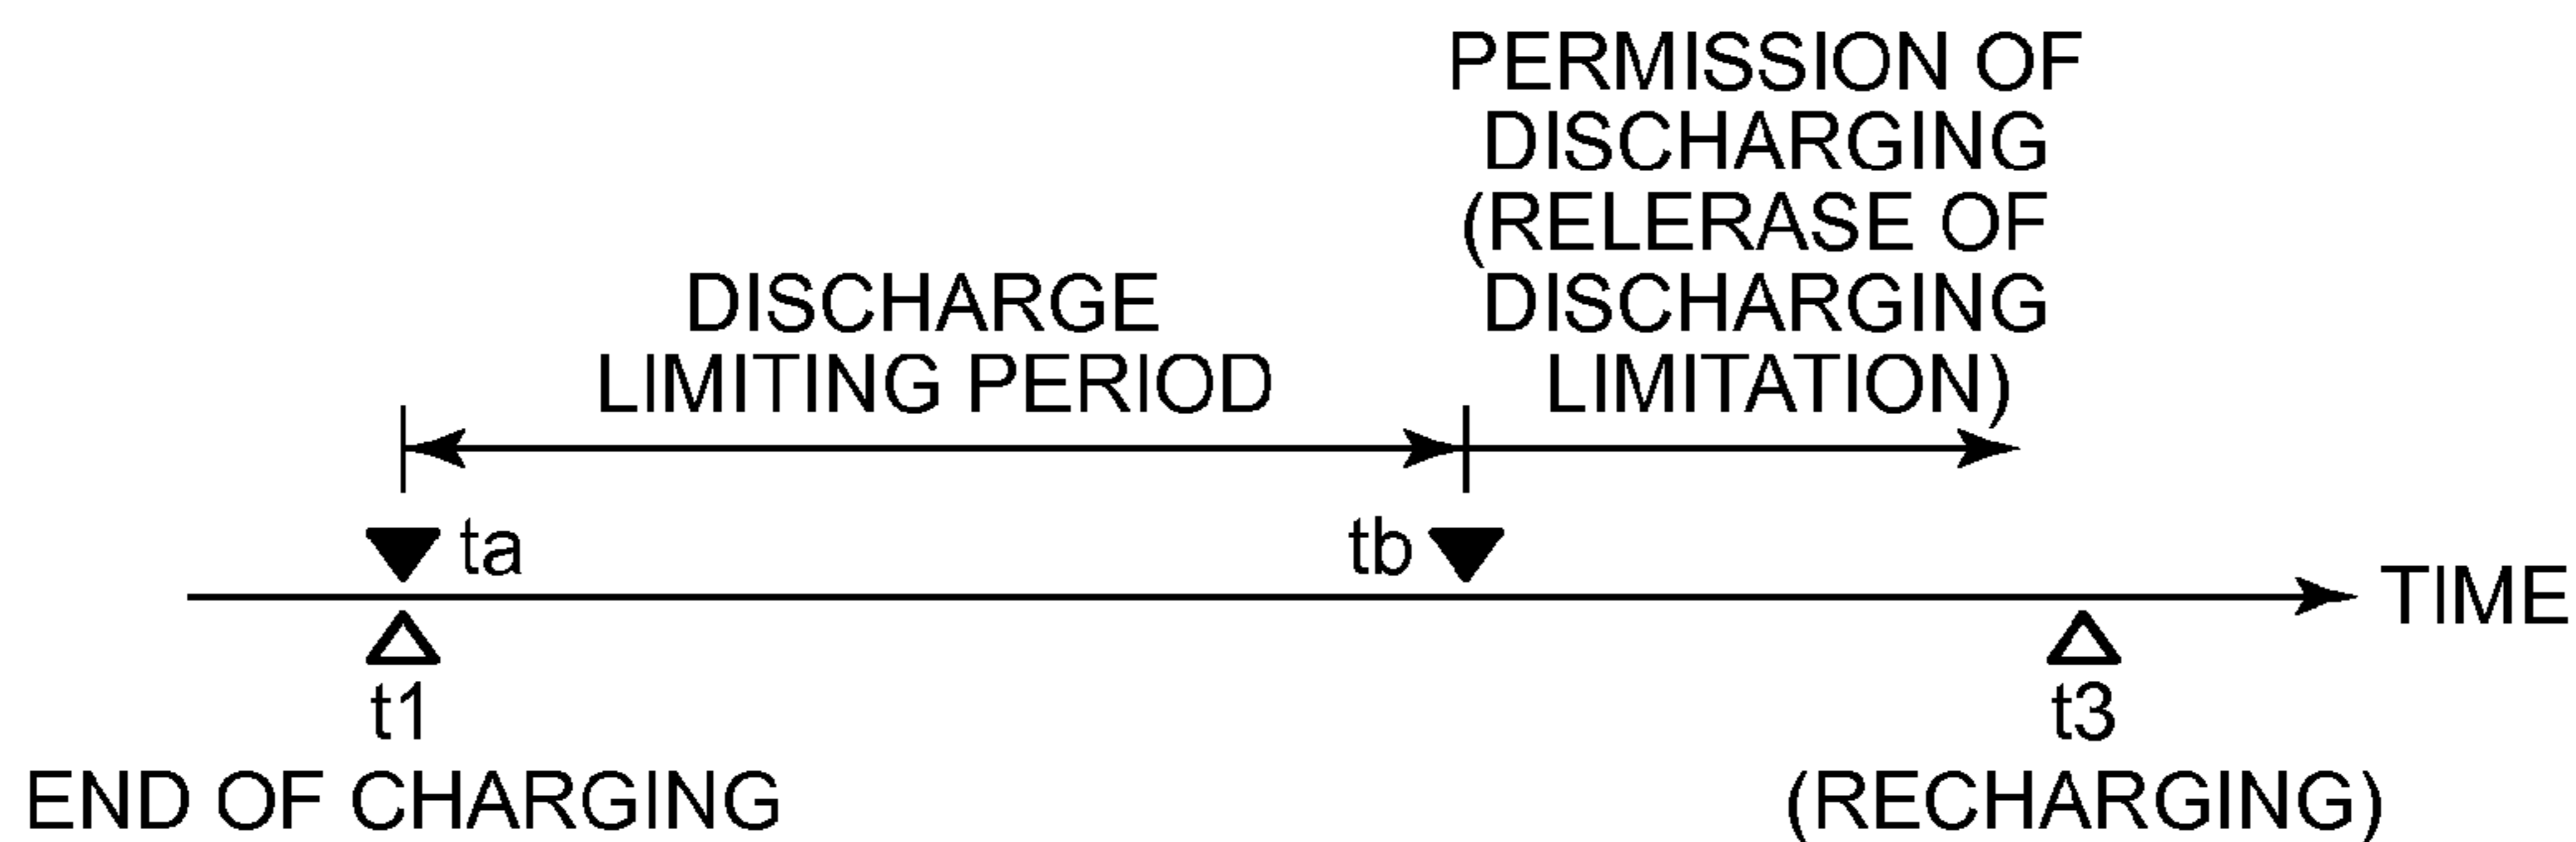 PERMISSION OF
DISCHARGING
(RELERASE OF
DISCHARGING
LIMITATION)
DISCHARGE
LIMITING PERIOD
ta
tb
TIME
t1
END OF CHARGING
t3
(RECHARGING)